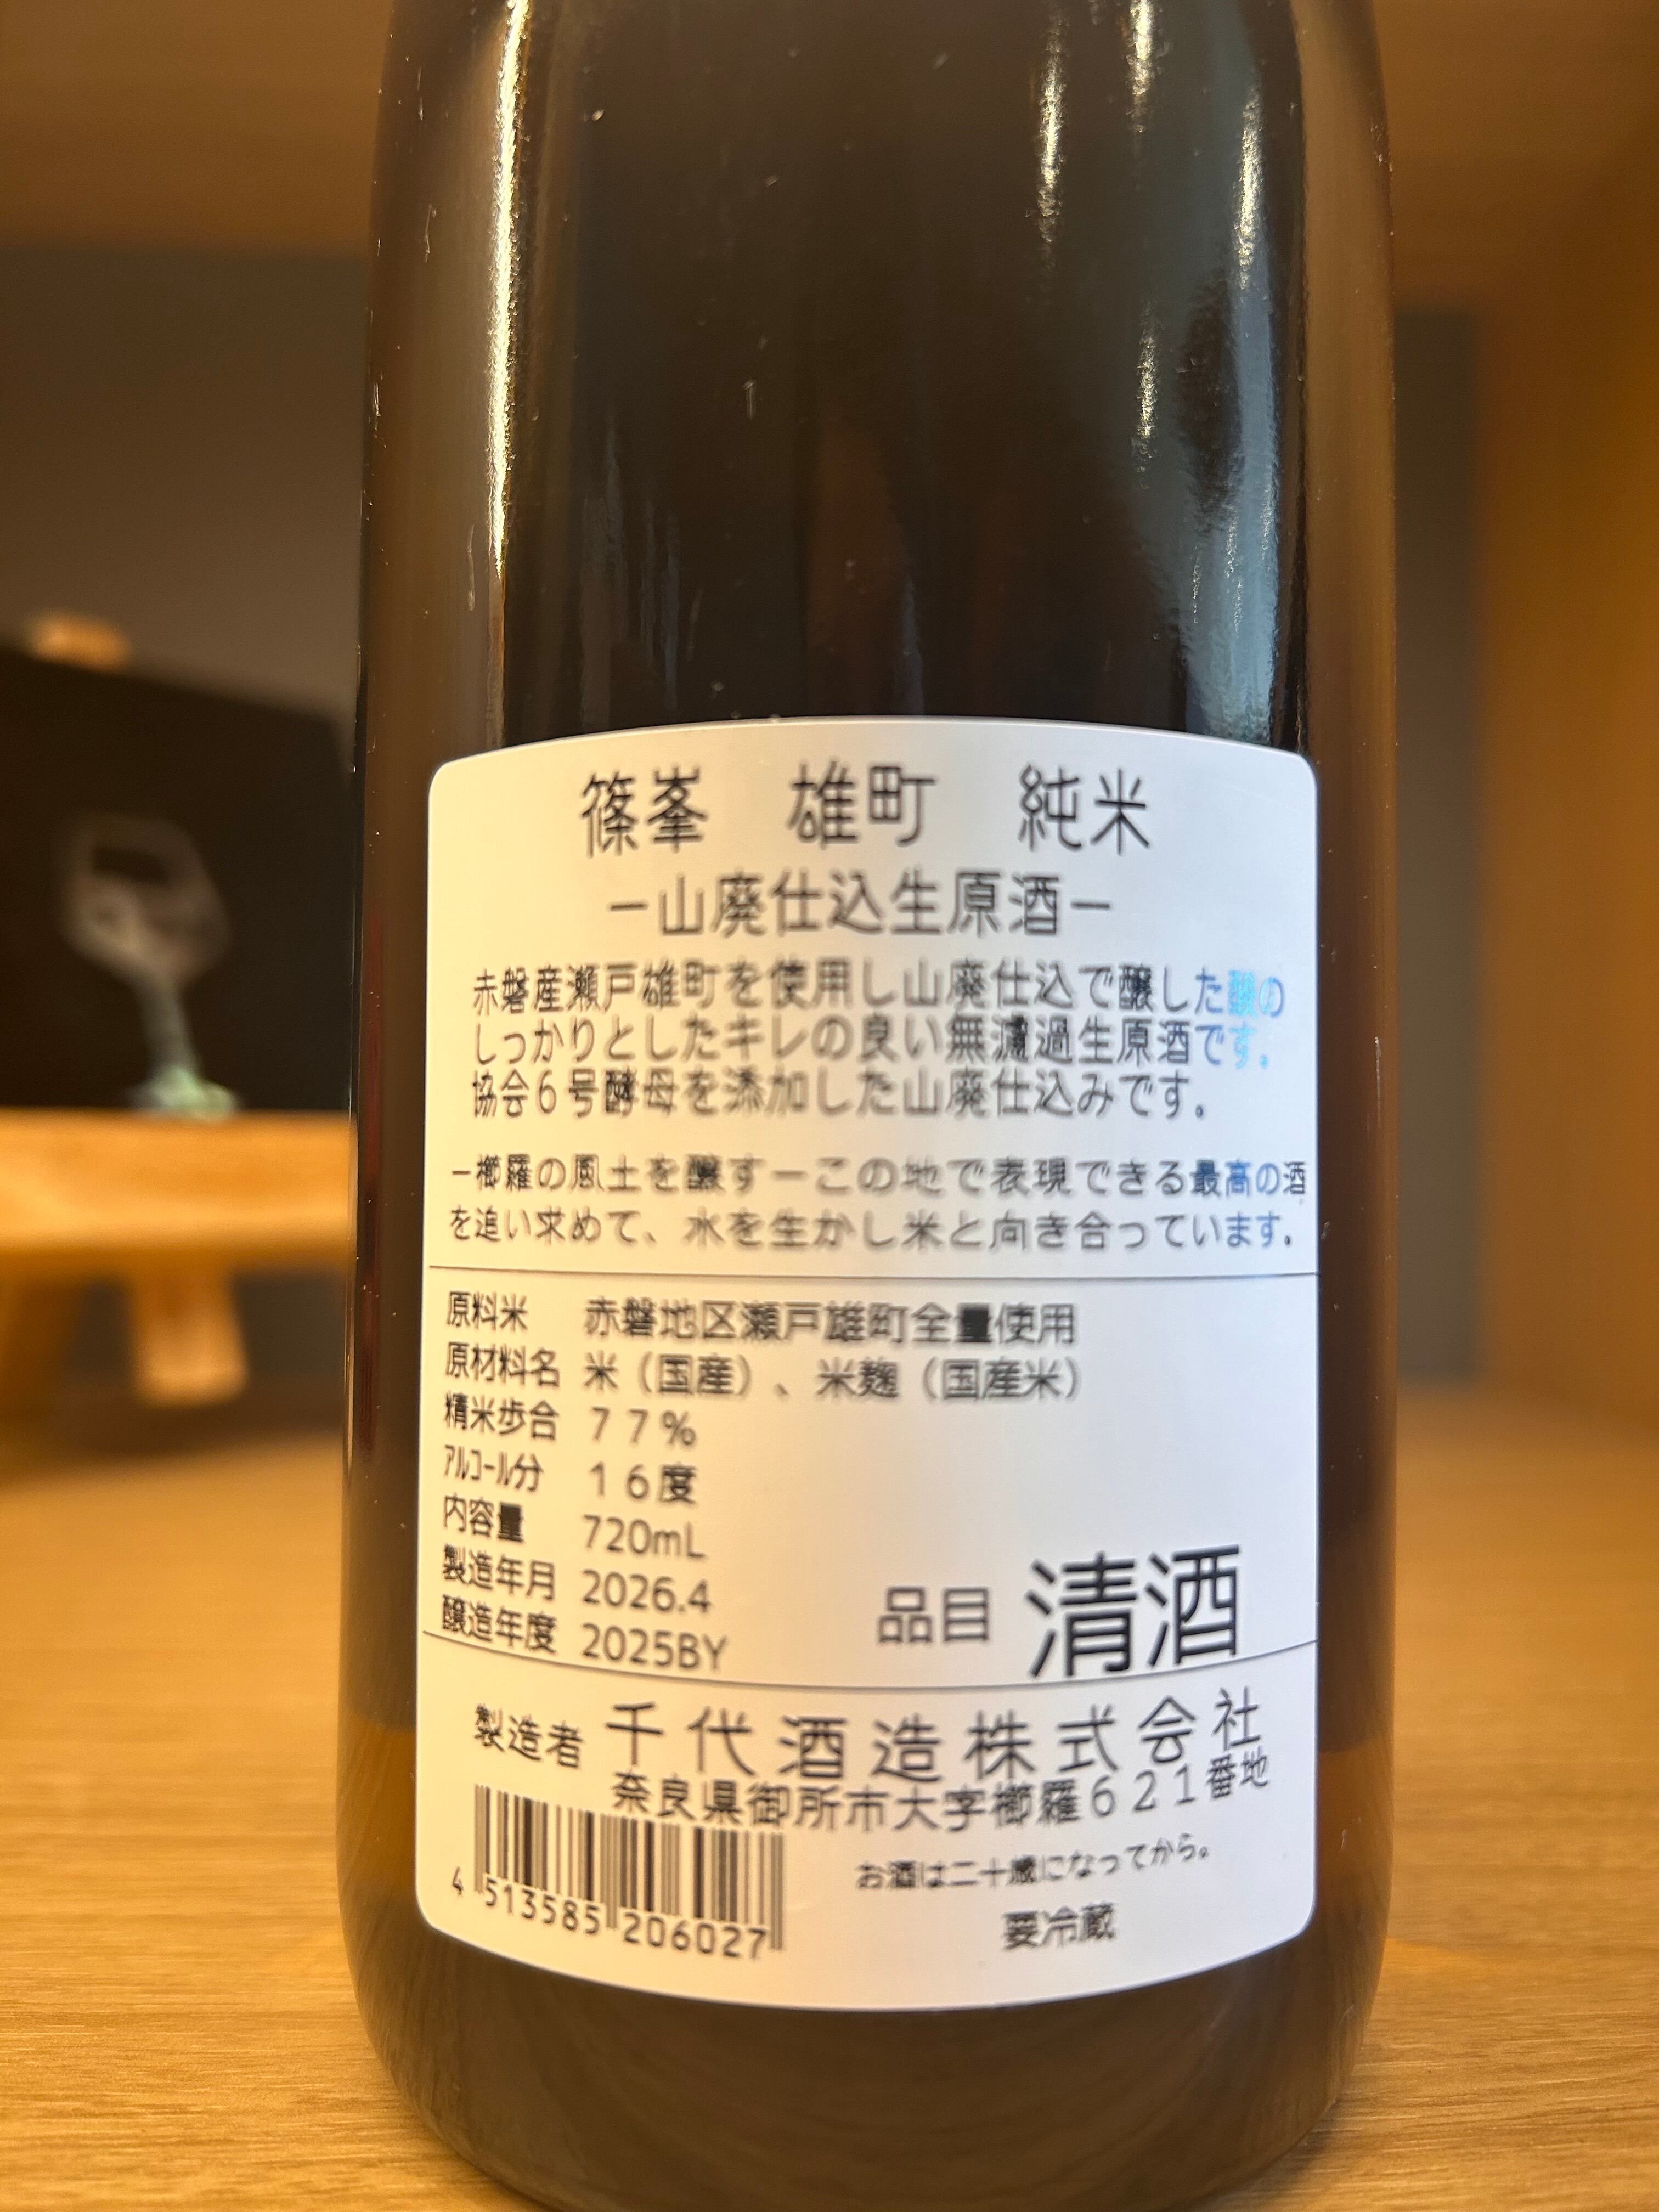 篠峯　雄町　純米
ー山廃仕込生原酒ー
赤磐産瀬戸雄町を使用し山廃仕込で醸した酸の
しっかりとしたキレの良い無濾過生原酒です。
協会６号酵母を添加した山廃仕込みです。
ー櫛羅の風土を醸すーこの地で表現できる最高の酒
を追い求めて、水を生かし米と向き合っています。
原料米　赤磐地区瀬戸雄町全量使用
原材料名　米（国産）、米麹（国産米）
精米歩合　７７％
アルコール分　１６度
内容量　720mL
製造年月　2026.4
醸造年度　2025BY
品目　清酒
製造者　千代酒造株式会社
奈良県御所市大字櫛羅６２１番地
お酒は二十歳になってから。
要冷蔵
4 513585 206027